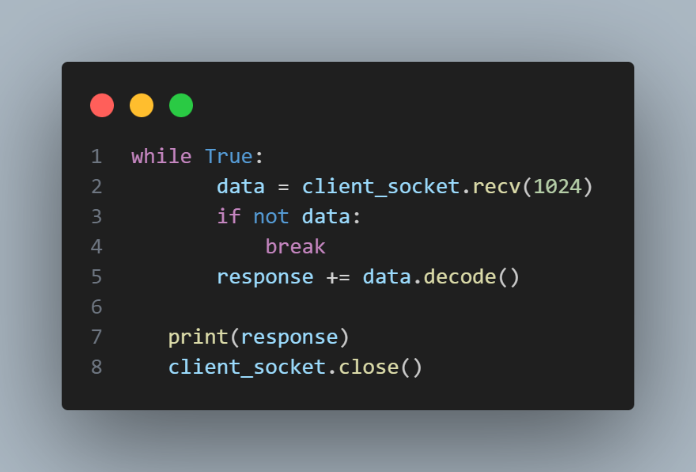 1 while True:
2         data = client_socket.recv(1024)
3         if not data:
4             break
5         response += data.decode()
6
7     print(response)
8     client_socket.close()